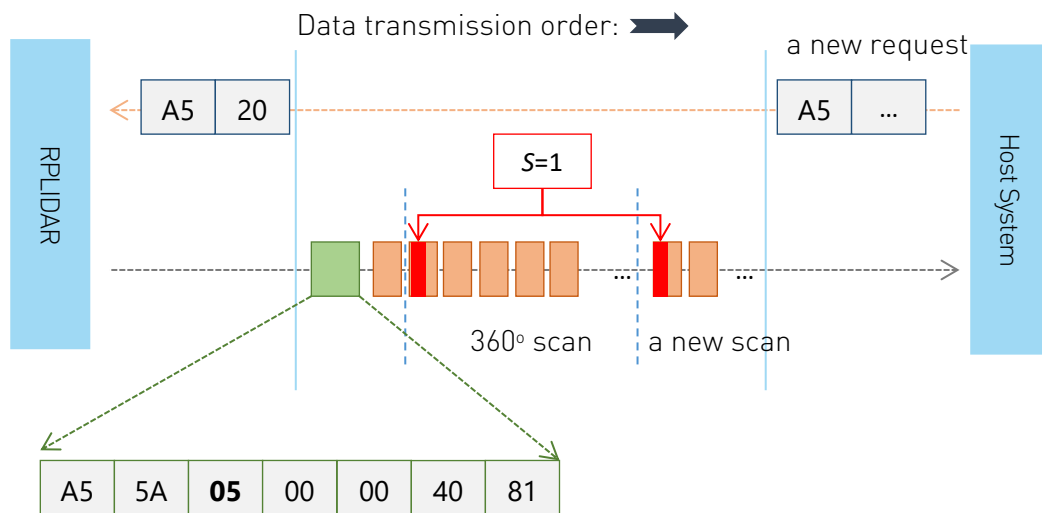 Data transmission order:
a new request
A5 20
A5 ...
RPLIDAR
Host System
S=1
... ...
360° scan
a new scan
A5 5A 05 00 00 40 81